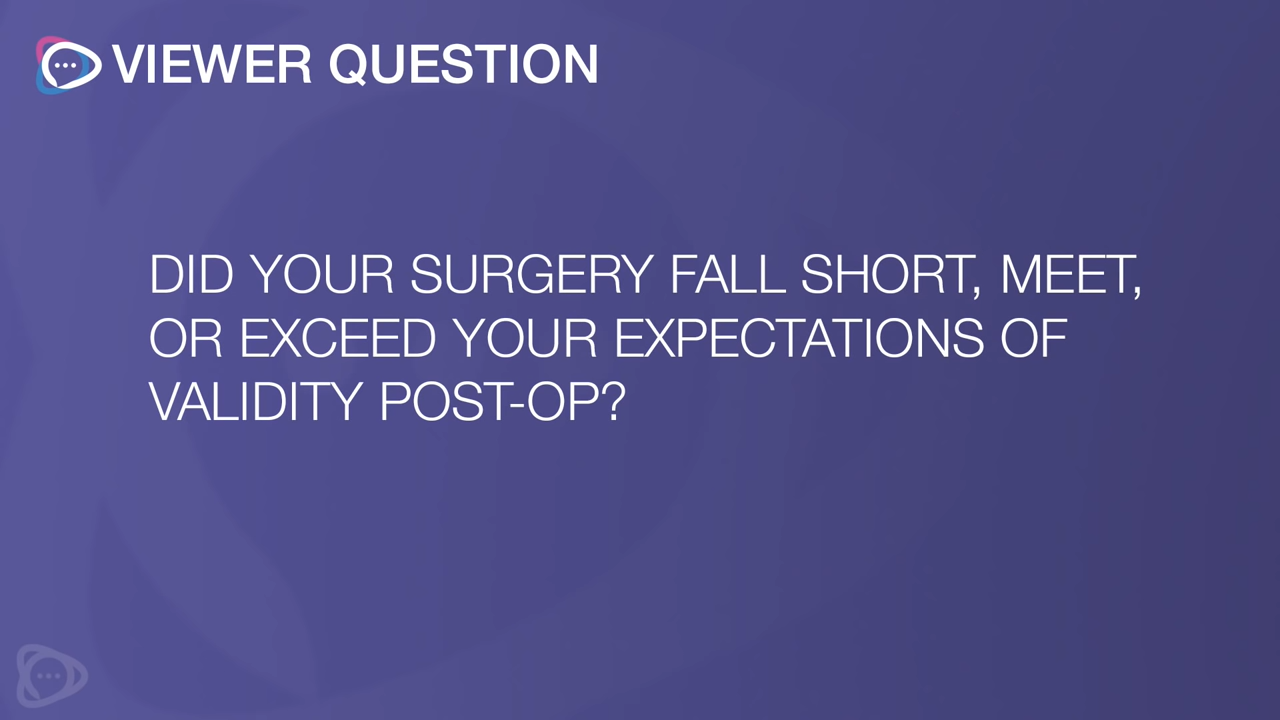 VIEWER QUESTION
DID YOUR SURGERY FALL SHORT, MEET,
OR EXCEED YOUR EXPECTATIONS OF
VALIDITY POST-OP?